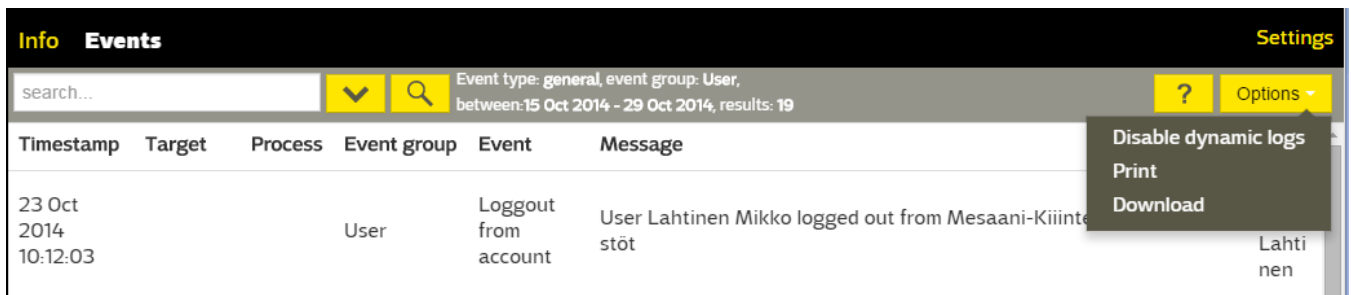 Info Events Settings
search...
Event type: general, event group: User,
between:15 Oct 2014 - 29 Oct 2014, results: 19
? Options
Disable dynamic logs
Print
Download
Timestamp Target Process Event group Event Message
23 Oct
2014
10:12:03
User
Loggout
from
account
User Lahtinen Mikko logged out from Mesaani-Kiiint
stöt
Lahti
nen